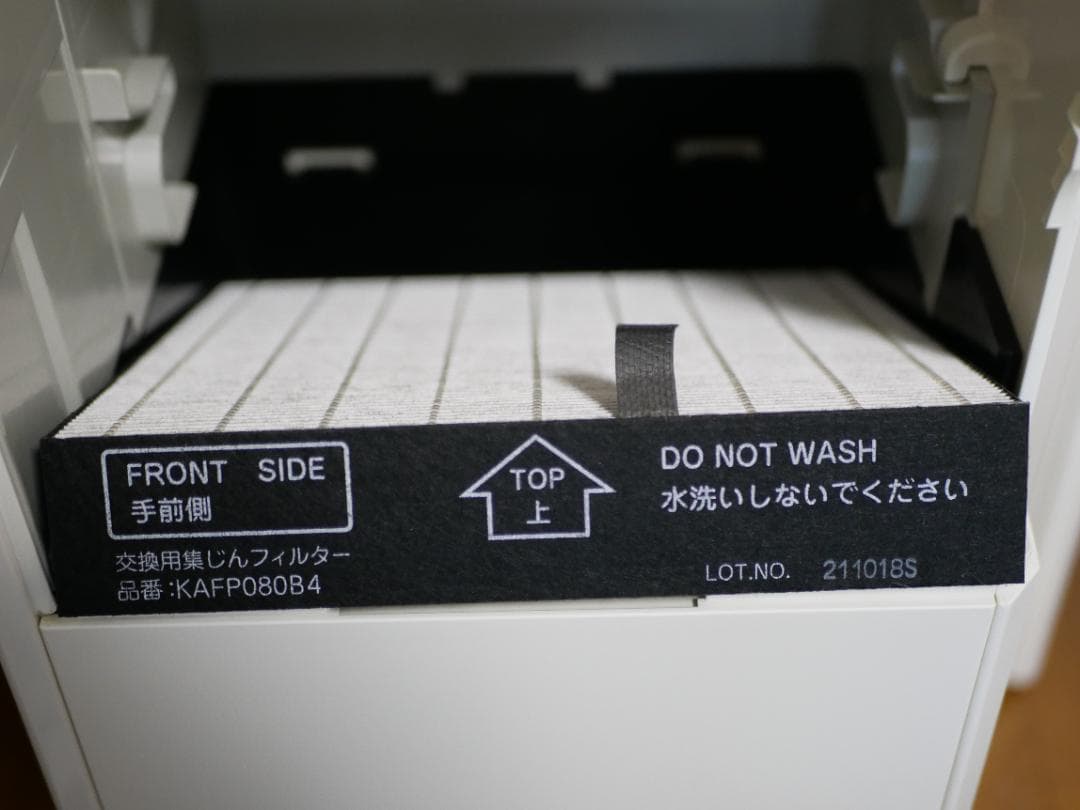 FRONT SIDE
手前側
交換用集じんフィルター
品番:KAFP080B4
TOP
上
DO NOT WASH
水洗いしないでください
LOT.NO. 211018S